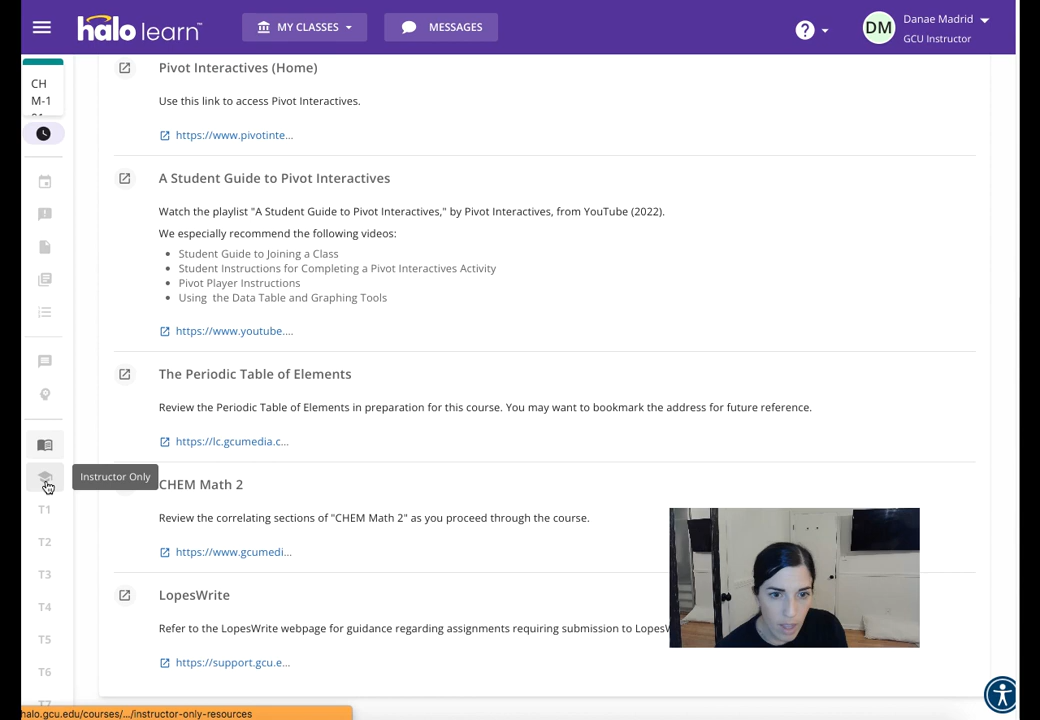 halo learn™
MY CLASSES
MESSAGES
?
DM
Danae Madrid
GCU Instructor
CH
M-1
Pivot Interactives (Home)
Use this link to access Pivot Interactives.
https://www.pivotinte...
A Student Guide to Pivot Interactives
Watch the playlist "A Student Guide to Pivot Interactives," by Pivot Interactives, from YouTube (2022).
We especially recommend the following videos:
• Student Guide to Joining a Class
• Student Instructions for Completing a Pivot Interactives Activity
• Pivot Player Instructions
• Using the Data Table and Graphing Tools
https://www.youtube....
The Periodic Table of Elements
Review the Periodic Table of Elements in preparation for this course. You may want to bookmark the address for future reference.
https://lc.gcumedia.c...
Instructor Only
CHEM Math 2
Review the correlating sections of "CHEM Math 2" as you proceed through the course.
https://www.gcumedi...
LopesWrite
Refer to the LopesWrite webpage for guidance regarding assignments requiring submission to LopesW
https://support.gcu.e...
T1
T2
T3
T4
T5
T6
T7
halo.gcu.edu/courses/.../instructor-only-resources